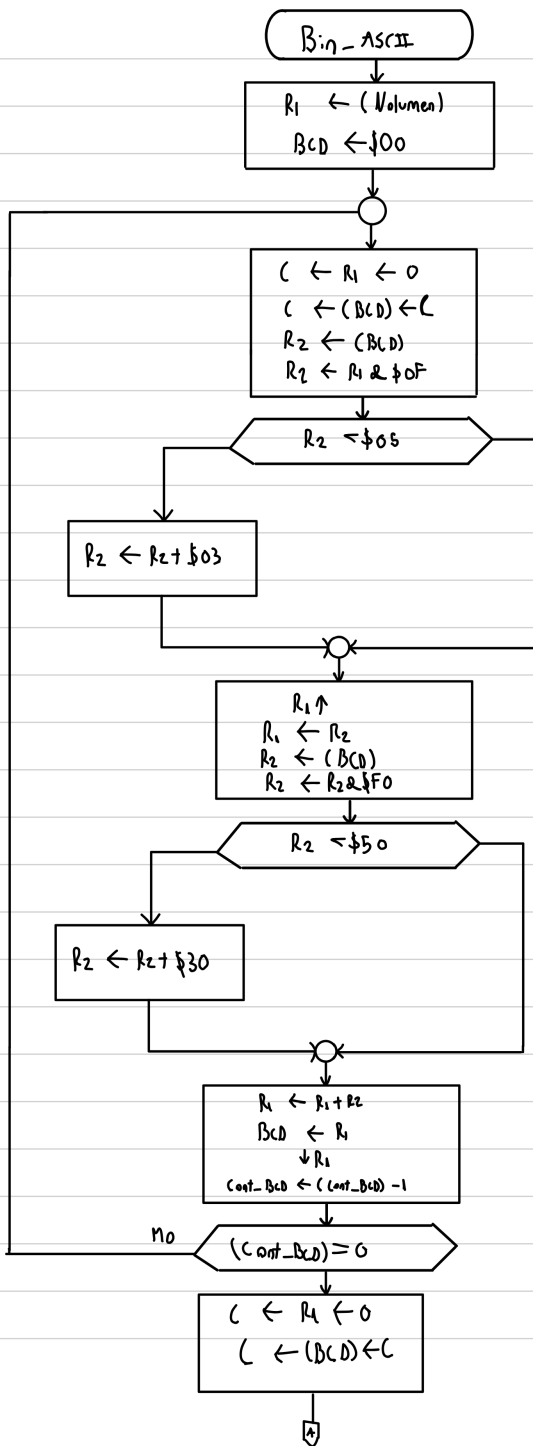 Bin_ASCII
R1 ← (Volumen)
BCD ← $00
C ← R1 ← 0
C ← (BCD) ← C
R2 ← (BCD)
R2 ← R1 & $0F
R2 < $05
R2 ← R2 + $03
R1 ↑
R1 ← R2
R2 ← (BCD)
R2 ← R2 & $F0
R2 < $50
R2 ← R2 + $30
R1 ← R1 + R2
BCD ← R1
↓ R1
Cont_BCD ← (Cont_BCD) - 1
No
(Cont_BCD) = 0
C ← R1 ← 0
C ← (BCD) ← C
A